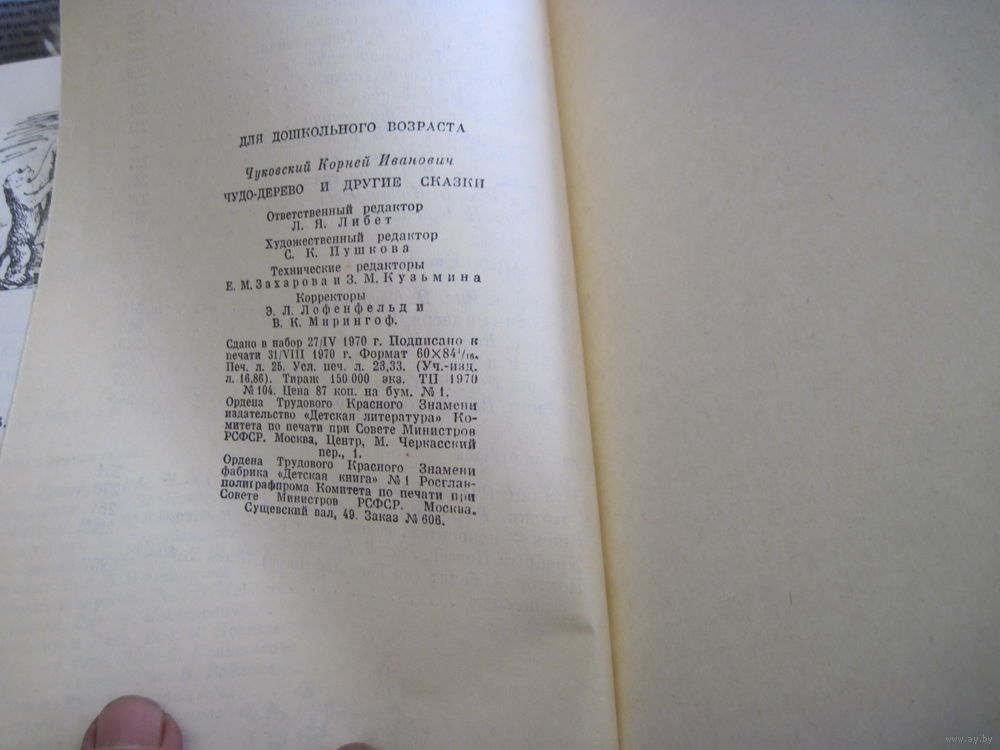 ДЛЯ ДОШКОЛЬНОГО ВОЗРАСТА
Чуковский Корней Иванович
ЧУДО-ДЕРЕВО И ДРУГИЕ СКАЗКИ
Ответственный редактор
Л. Я. Либет
Художественный редактор
С. К. Пушкова
Технические редакторы
Е. М. Захарова и З. М. Кузьмина
Корректоры
Э. Л. Лофенфельд и
В. К. Мирингоф.
Сдано в набор 27/IV 1970 г. Подписано к
печати 31/VIII 1970 г. Формат 60×84¹/₁₆.
Печ. л. 25. Усл. печ. л. 23,33. (Уч.-изд.
л. 16,86). Тираж 150 000 экз. ТП 1970
№ 104. Цена 87 коп. на бум. № 1.
Ордена Трудового Красного Знамени
издательство «Детская литература» Ко-
митета по печати при Совете Министров
РСФСР. Москва, Центр, М. Черкасский
пер., 1.
Ордена Трудового Красного Знамени
фабрика «Детская книга» № 1 Росглав-
полиграфпрома Комитета по печати при
Совете Министров РСФСР. Москва.
Сущевский вал, 49. Заказ № 606.
www.ay.by